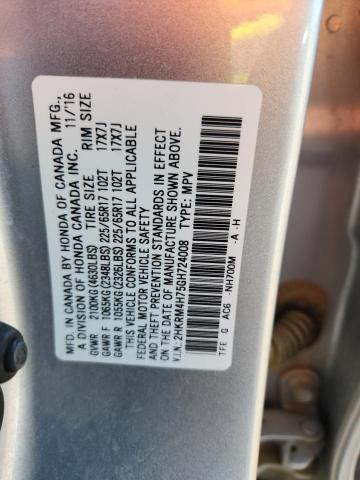 MFD. IN CANADA BY HONDA OF CANADA MFG.,
A DIVISION OF HONDA CANADA INC. 11/16
GVWR 2100KG (4630LBS) TIRE SIZE RIM SIZE
GAWR F 1065KG (2348LBS) 225/65R17 102T 17X7J
GAWR R 1055KG (2326LBS) 225/65R17 102T 17X7J
THIS VEHICLE CONFORMS TO ALL APPLICABLE
FEDERAL MOTOR VEHICLE SAFETY
AND THEFT PREVENTION STANDARDS IN EFFECT
ON THE DATE OF MANUFACTURE SHOWN ABOVE.
V.I.N.: 2HKRM4H75GH724008 TYPE: MPV
TFE G AC6 -NH700M -A -H